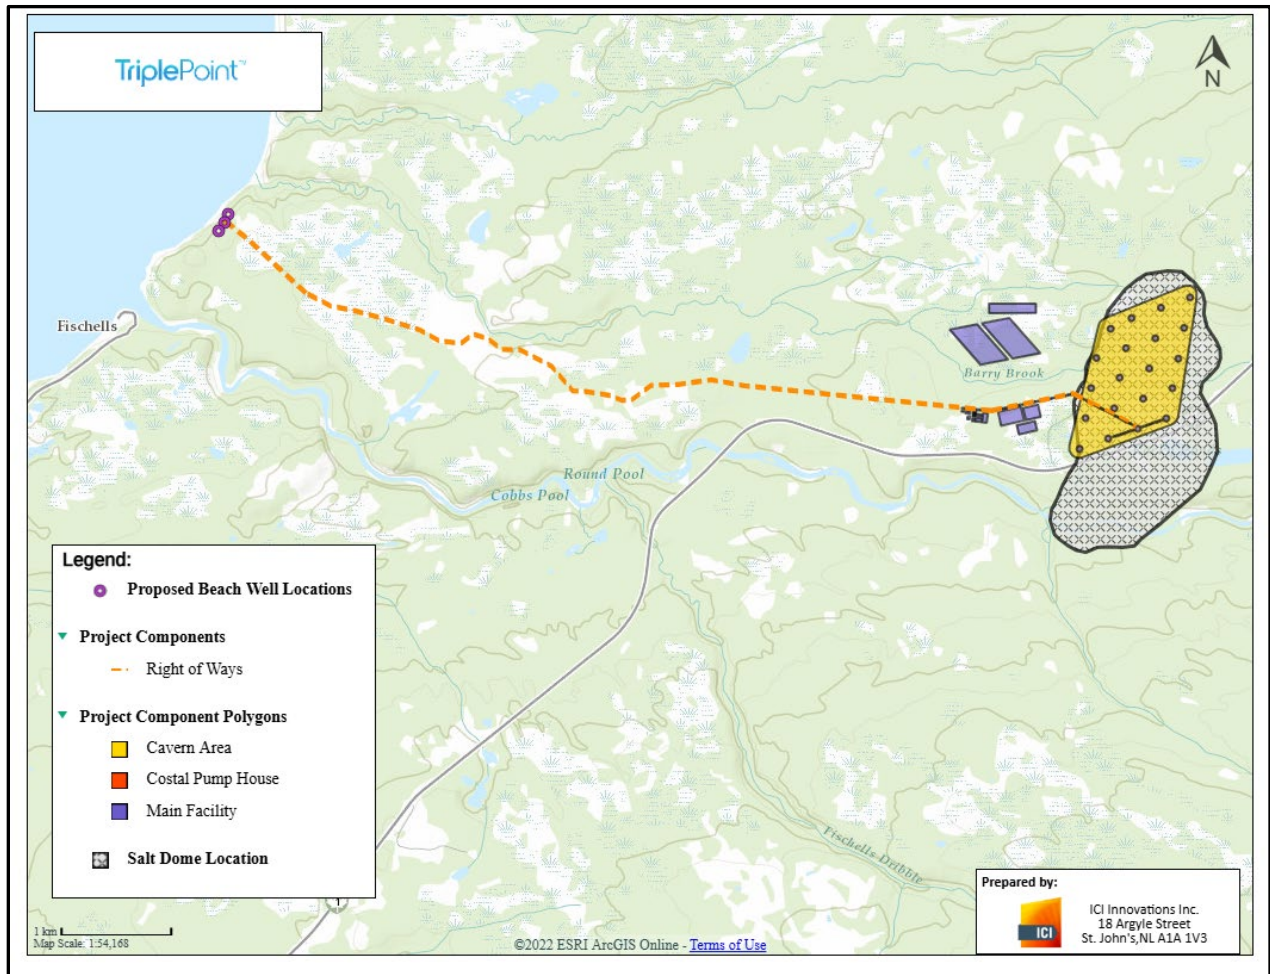 TriplePoint™
N
Fischells
Barry Brook
Round Pool
Cobbs Pool
Fischells Dribble
Legend:
Proposed Beach Well Locations
Project Components
Right of Ways
Project Component Polygons
Cavern Area
Costal Pump House
Main Facility
Salt Dome Location
1
1 km
Map Scale: 1:54,168
©2022 ESRI ArcGIS Online - Terms of Use
Prepared by:
ICI
ICI Innovations Inc.
18 Argyle Street
St. John's,NL A1A 1V3